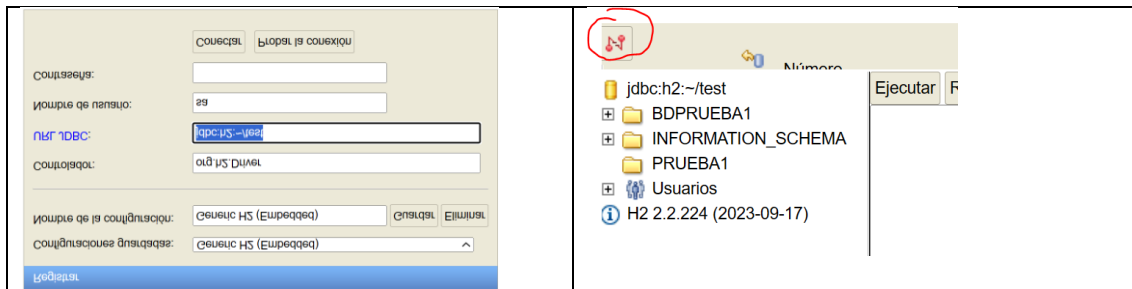 Registrar
Configuraciones guardadas: Generic H2 (Embedded)
Nombre de la configuración: Generic H2 (Embedded) Guardar Eliminar
Controlador: org.h2.Driver
URL JDBC: jdbc:h2:~/test
Nombre de usuario: sa
Contraseña:
Conectar Probar la conexión
Número
jdbc:h2:~/test
BDPRUEBA1
INFORMATION_SCHEMA
PRUEBA1
Usuarios
H2 2.2.224 (2023-09-17)
Ejecutar